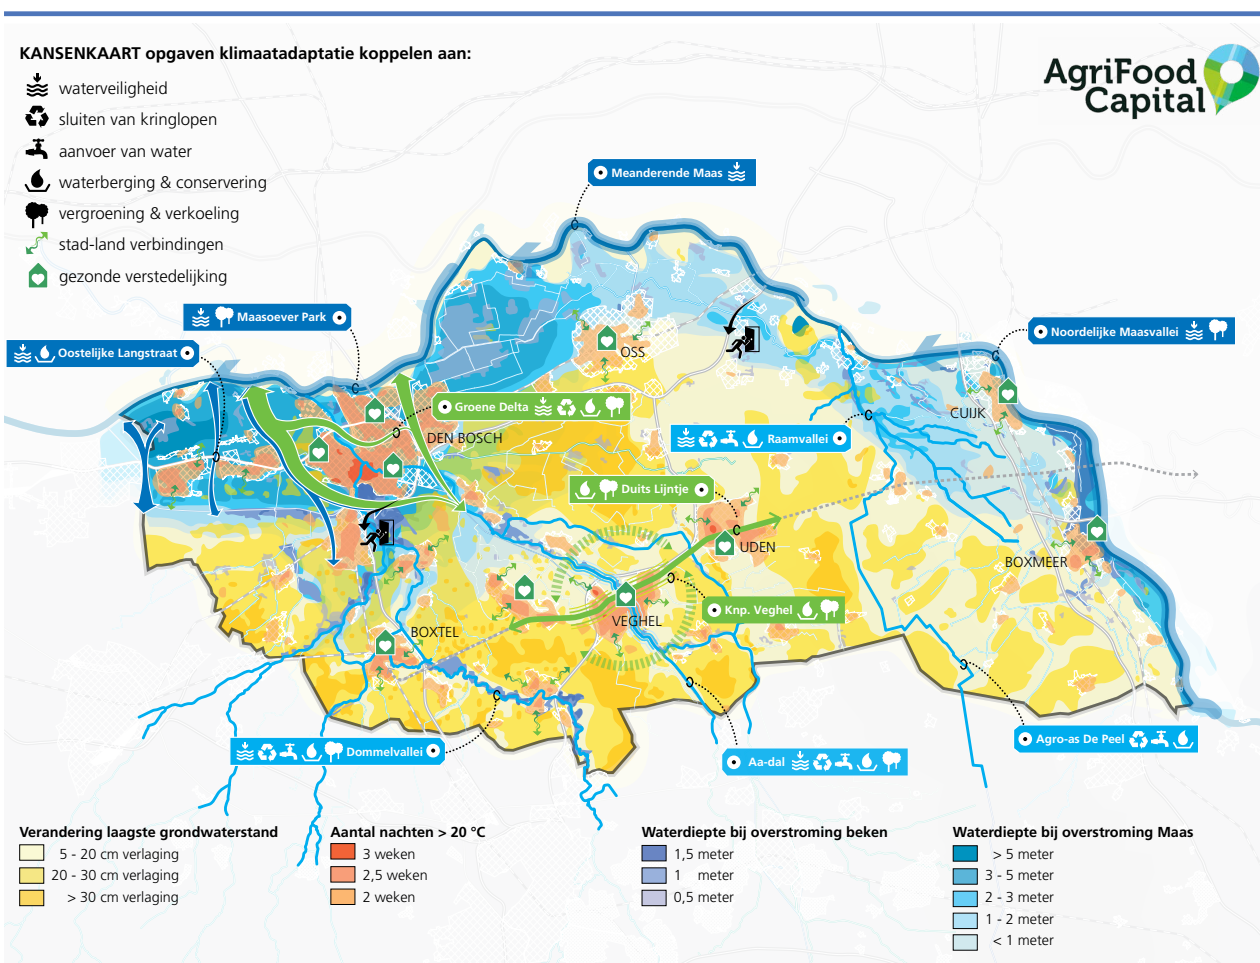 KANSENKAART opgaven klimaatadaptatie koppelen aan:
waterveiligheid
sluiten van kringlopen
aanvoer van water
waterberging & conservering
vergroening & verkoeling
stad-land verbindingen
gezonde verstedelijking
AgriFood
Capital
Meanderende Maas
Maasoever Park
Noordelijke Maasvallei
Oostelijke Langstraat
OSS
Groene Delta
CUIJK
DEN BOSCH
Raamvallei
Duits Lijntje
UDEN
BOXMEER
Knp. Veghel
VEGHEL
BOXTEL
Agro-as De Peel
Dommelvallei
Aa-dal
Verandering laagste grondwaterstand
5 - 20 cm verlaging
20 - 30 cm verlaging
> 30 cm verlaging
Aantal nachten > 20 °C
3 weken
2,5 weken
2 weken
Waterdiepte bij overstroming beken
1,5 meter
1 meter
0,5 meter
Waterdiepte bij overstroming Maas
> 5 meter
3 - 5 meter
2 - 3 meter
1 - 2 meter
< 1 meter